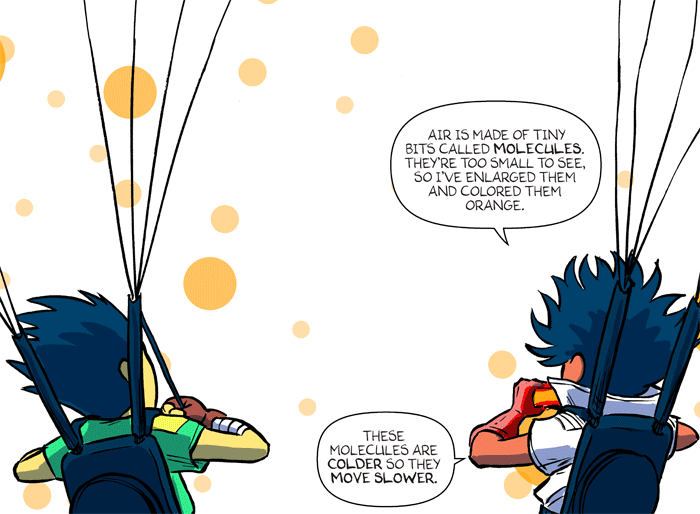 AIR IS MADE OF TINY
BITS CALLED MOLECULES.
THEY'RE TOO SMALL TO SEE,
SO I'VE ENLARGED THEM
AND COLORED THEM
ORANGE.
THESE
MOLECULES ARE
COLDER SO THEY
MOVE SLOWER.